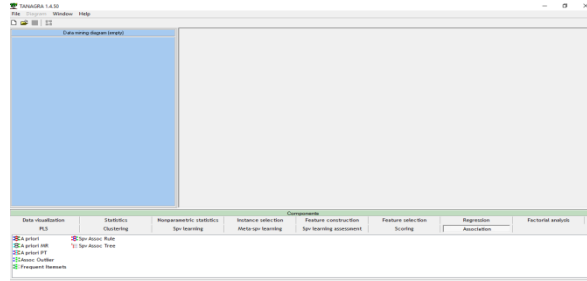 TANAGRA 1.4.50
File Diagram Window Help
Data mining diagram (empty)
Components
Data visualization Statistics Nonparametric statistics Instance selection Feature construction Feature selection Regression Factorial analysis
PLS Clustering Spv learning Meta-spv learning Spv learning assessment Scoring Association
A priori Spv Assoc Rule
A priori MR Spv Assoc Tree
A priori PT
Assoc Outlier
Frequent Itemsets